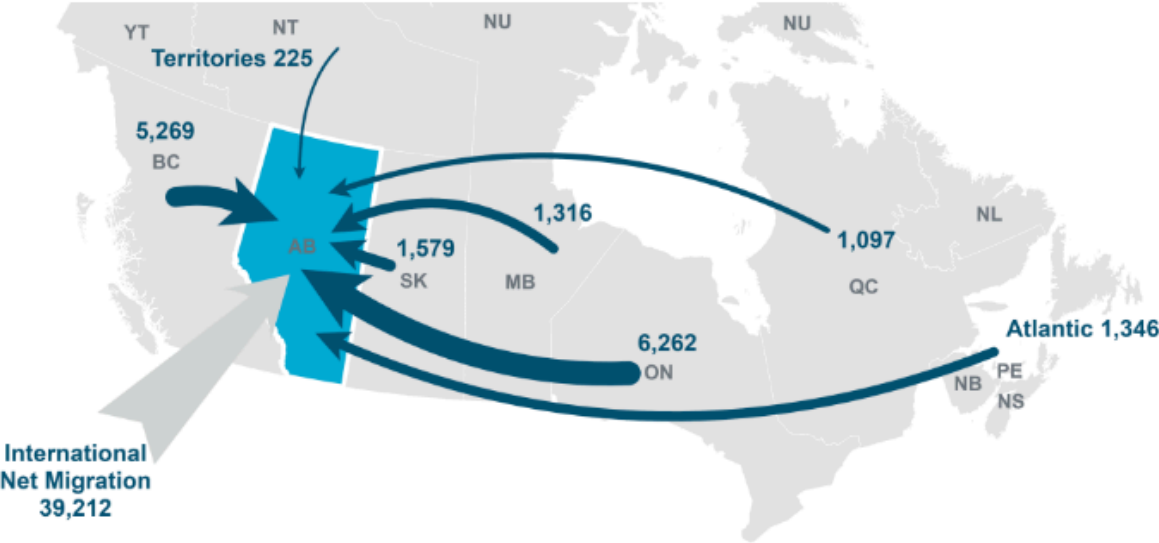 YT
NT
NU
NU
Territories 225
5,269
BC
1,316
NL
AB
1,579
1,097
SK
MB
QC
Atlantic 1,346
6,262
ON
NB
PE
NS
International
Net Migration
39,212